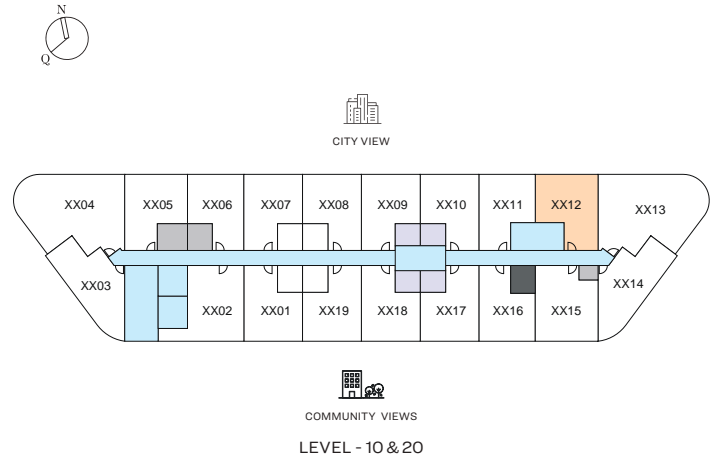 N
Q
CITY VIEW
XX04 XX05 XX06 XX07 XX08 XX09 XX10 XX11 XX12 XX13
XX03 XX02 XX01 XX19 XX18 XX17 XX16 XX15 XX14
COMMUNITY VIEWS
LEVEL - 10 & 20